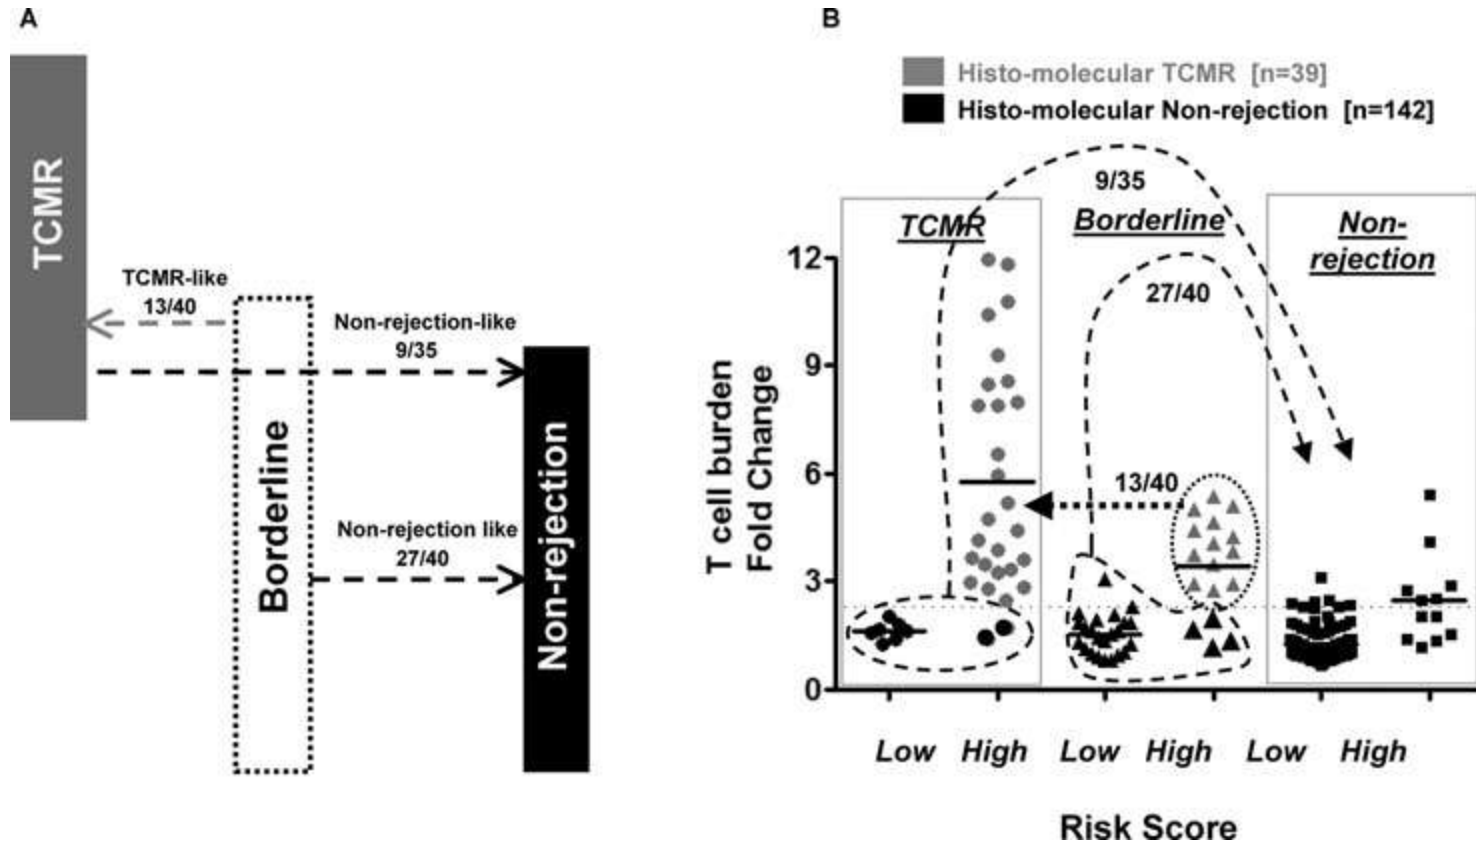 A
TCMR
TCMR-like
13/40
Borderline
Non-rejection-like
9/35
Non-rejection like
27/40
Non-rejection
B
Histo-molecular TCMR [n=39]
Histo-molecular Non-rejection [n=142]
9/35
TCMR
Borderline
Non-
rejection
27/40
13/40
T cell burden
Fold Change
12
9
6
3
0
Low High Low High Low High
Risk Score